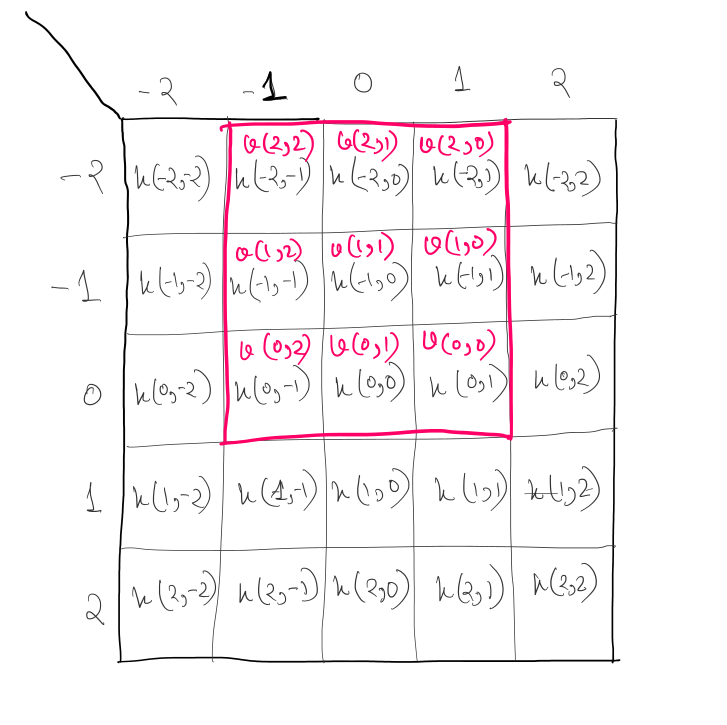 -2 -1 0 1 2
ʋ(2,2) ʋ(2,1) ʋ(2,0)
-2 x(-2,-2) x(-2,-1) x(-2,0) x(-2,1) x(-2,2)
ʋ(1,2) ʋ(1,1) ʋ(1,0)
-1 x(-1,-2) x(-1,-1) x(-1,0) x(-1,1) x(-1,2)
ʋ(0,2) ʋ(0,1) ʋ(0,0)
0 x(0,-2) x(0,-1) x(0,0) x(0,1) x(0,2)
1 x(1,-2) x(1,-1) x(1,0) x(1,1) x(1,2)
2 x(2,-2) x(2,-1) x(2,0) x(2,1) x(2,2)